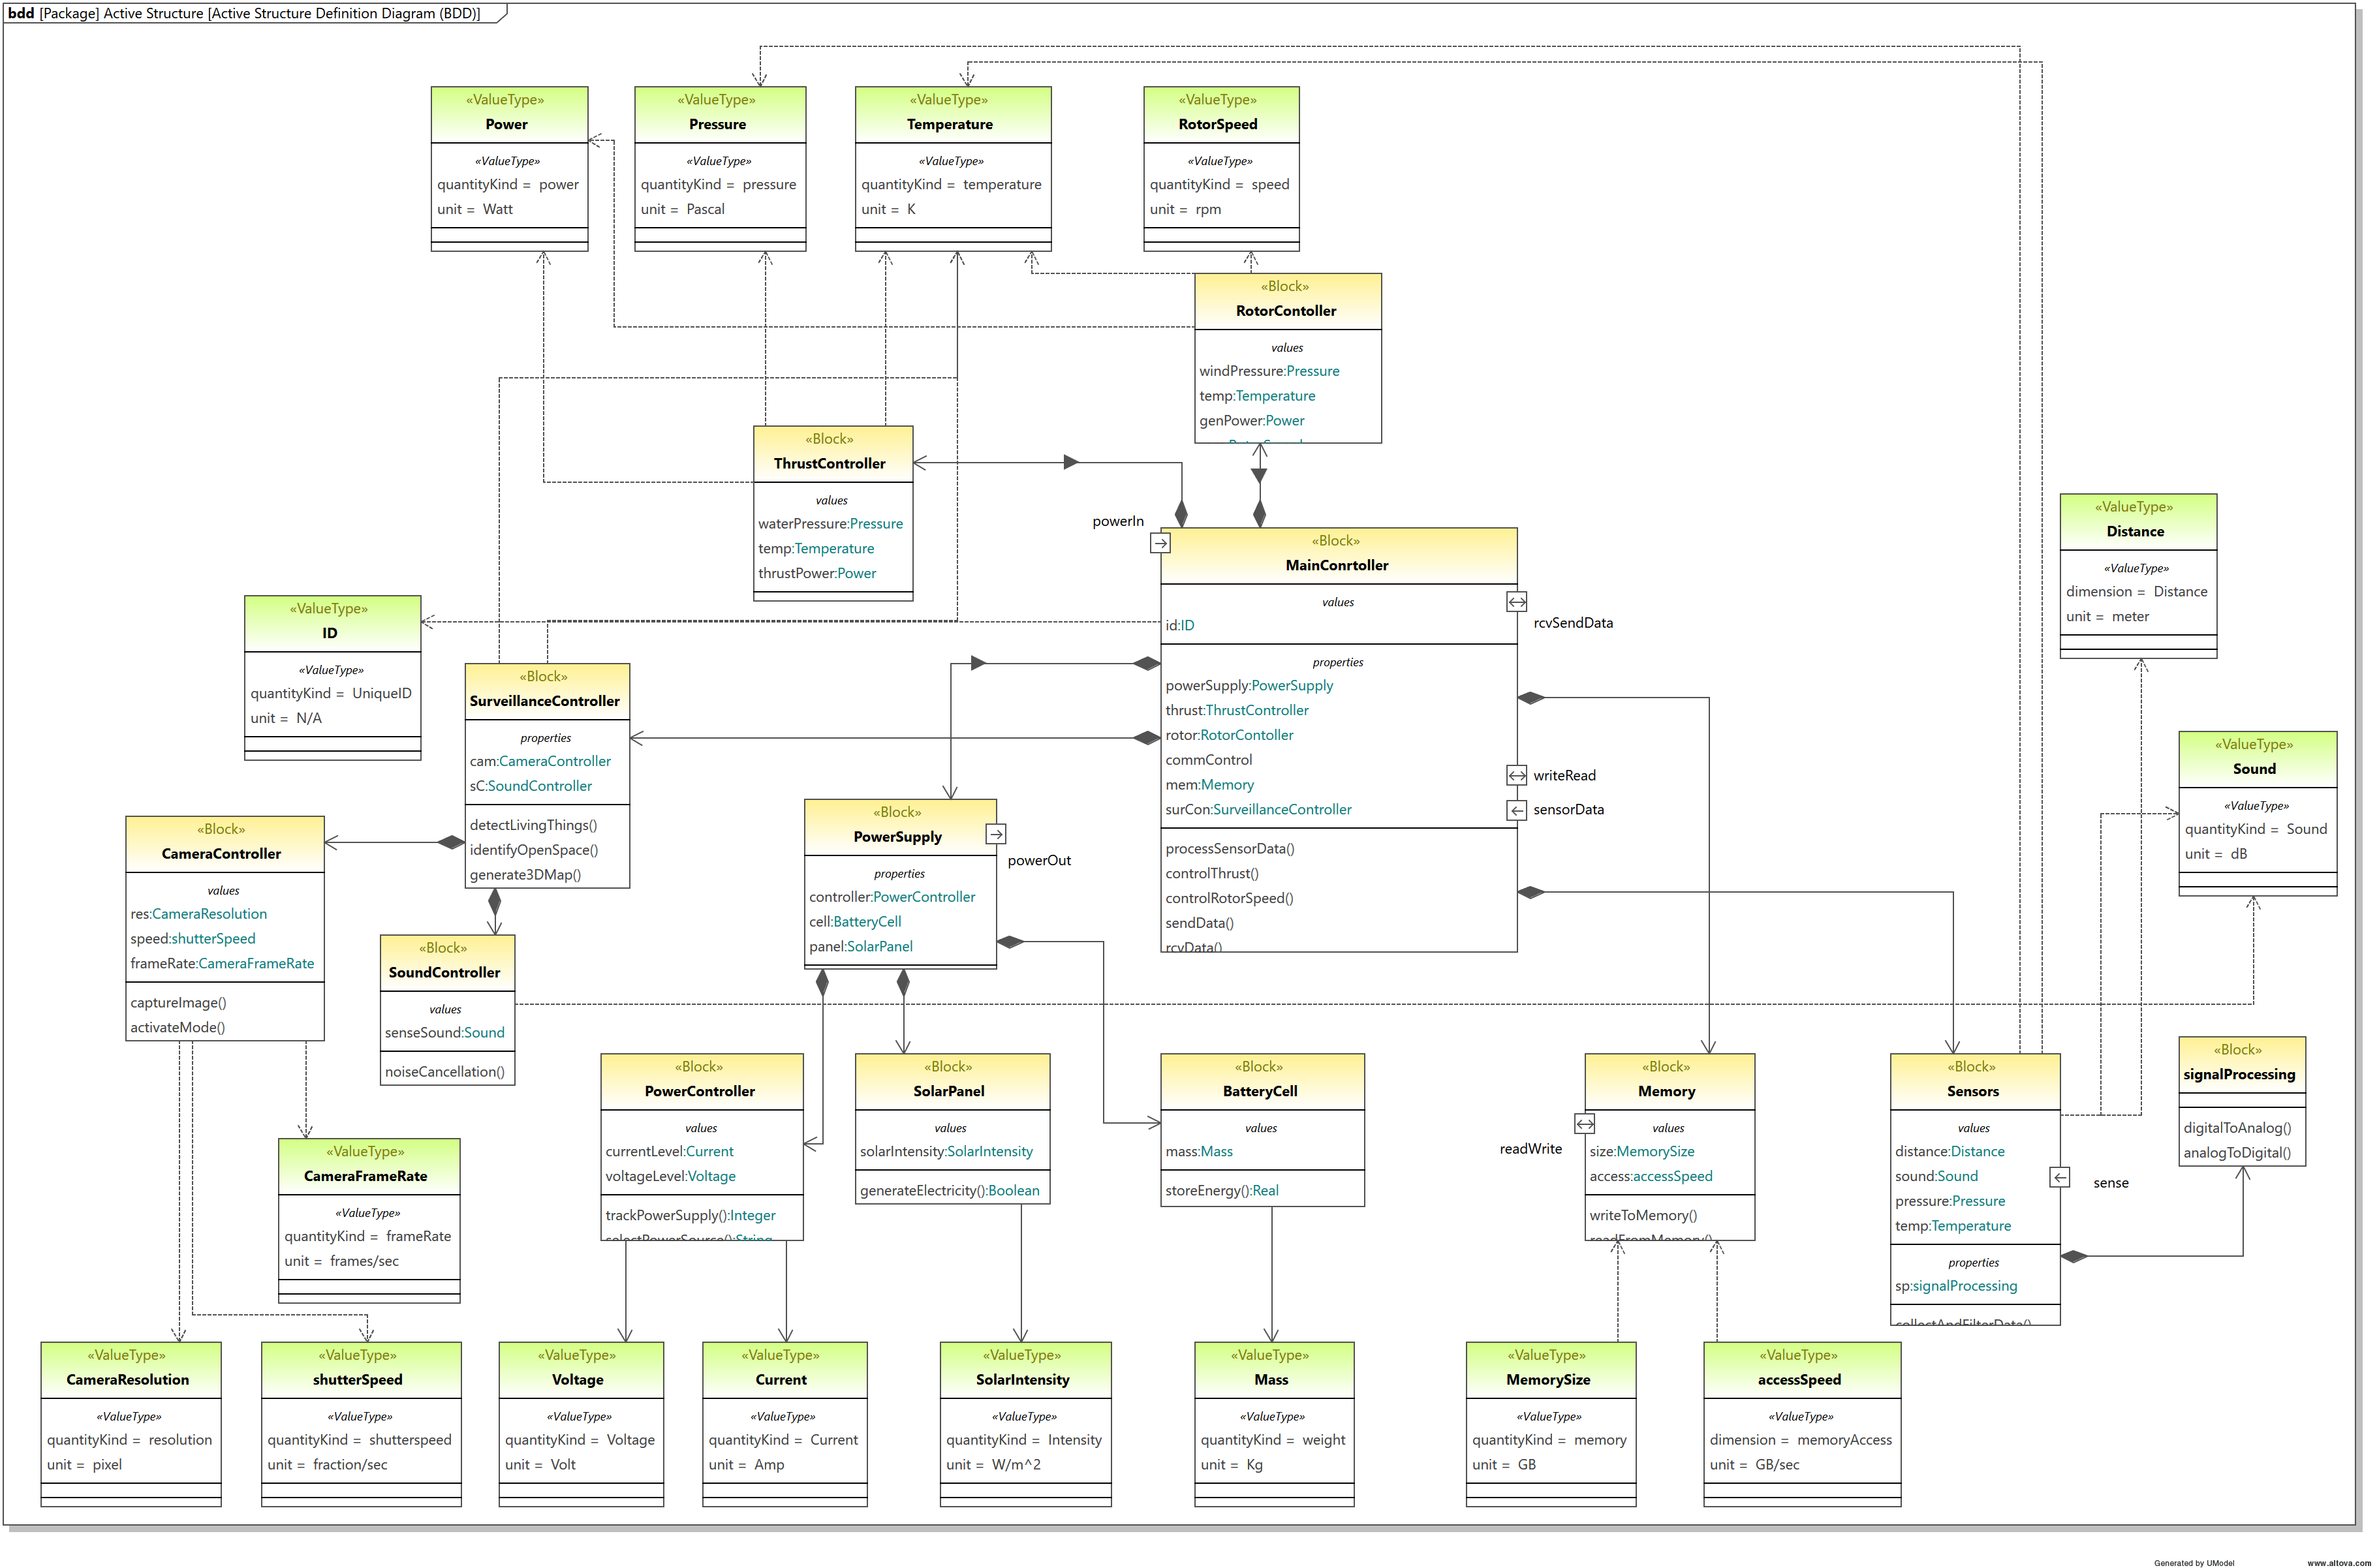 bdd [Package] Active Structure [Active Structure Definition Diagram (BDD)]
«ValueType»
Power
«ValueType»
quantityKind = power
unit = Watt
«ValueType»
Pressure
«ValueType»
quantityKind = pressure
unit = Pascal
«ValueType»
Temperature
«ValueType»
quantityKind = temperature
unit = K
«ValueType»
RotorSpeed
«ValueType»
quantityKind = speed
unit = rpm
«Block»
RotorContoller
values
windPressure:Pressure
temp:Temperature
genPower:Power
«Block»
ThrustController
values
waterPressure:Pressure
temp:Temperature
thrustPower:Power
powerIn
«Block»
MainConrtoller
values
id:ID
properties
powerSupply:PowerSupply
thrust:ThrustController
rotor:RotorContoller
commControl
mem:Memory
surCon:SurveillanceController
processSensorData()
controlThrust()
controlRotorSpeed()
sendData()
rcvData()
rcvSendData
writeRead
sensorData
«ValueType»
Distance
«ValueType»
dimension = Distance
unit = meter
«ValueType»
ID
«ValueType»
quantityKind = UniqueID
unit = N/A
«Block»
SurveillanceController
properties
cam:CameraController
sC:SoundController
detectLivingThings()
identifyOpenSpace()
generate3DMap()
«ValueType»
Sound
«ValueType»
quantityKind = Sound
unit = dB
«Block»
CameraController
values
res:CameraResolution
speed:shutterSpeed
frameRate:CameraFrameRate
captureImage()
activateMode()
«Block»
PowerSupply
properties
controller:PowerController
cell:BatteryCell
panel:SolarPanel
powerOut
«Block»
SoundController
values
senseSound:Sound
noiseCancellation()
«Block»
PowerController
values
currentLevel:Current
voltageLevel:Voltage
trackPowerSupply():Integer
selectPowerSource():String
«Block»
SolarPanel
values
solarIntensity:SolarIntensity
generateElectricity():Boolean
«Block»
BatteryCell
values
mass:Mass
storeEnergy():Real
«Block»
Memory
values
size:MemorySize
access:accessSpeed
writeToMemory()
readFromMemory()
readWrite
«Block»
Sensors
values
distance:Distance
sound:Sound
pressure:Pressure
temp:Temperature
properties
sp:signalProcessing
collectAndFilterData()
sense
«Block»
signalProcessing
digitalToAnalog()
analogToDigital()
«ValueType»
CameraFrameRate
«ValueType»
quantityKind = frameRate
unit = frames/sec
«ValueType»
CameraResolution
«ValueType»
quantityKind = resolution
unit = pixel
«ValueType»
shutterSpeed
«ValueType»
quantityKind = shutterspeed
unit = fraction/sec
«ValueType»
Voltage
«ValueType»
quantityKind = Voltage
unit = Volt
«ValueType»
Current
«ValueType»
quantityKind = Current
unit = Amp
«ValueType»
SolarIntensity
«ValueType»
quantityKind = Intensity
unit = W/m^2
«ValueType»
Mass
«ValueType»
quantityKind = weight
unit = Kg
«ValueType»
MemorySize
«ValueType»
quantityKind = memory
unit = GB
«ValueType»
accessSpeed
«ValueType»
dimension = memoryAccess
unit = GB/sec
Generated by UModel
www.altova.com